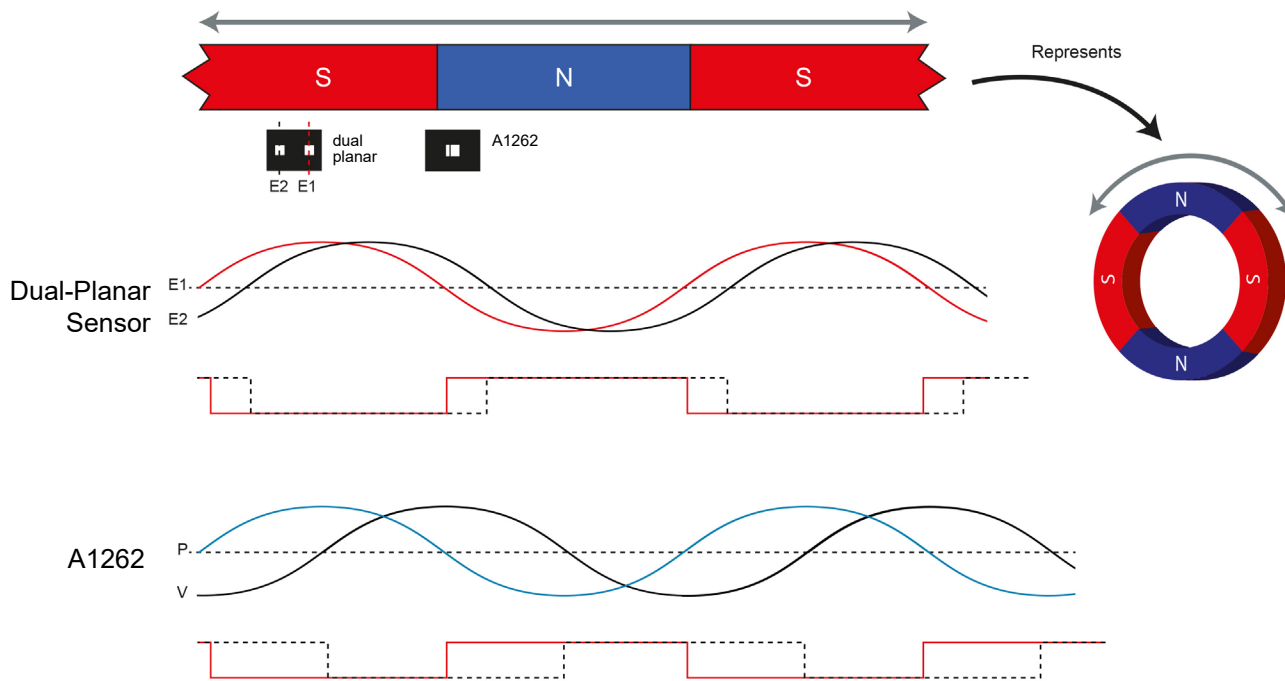 S N S
Represents
dual
planar
A1262
E2 E1
N
S S
N
Dual-Planar
Sensor
E1
E2
A1262
P
V